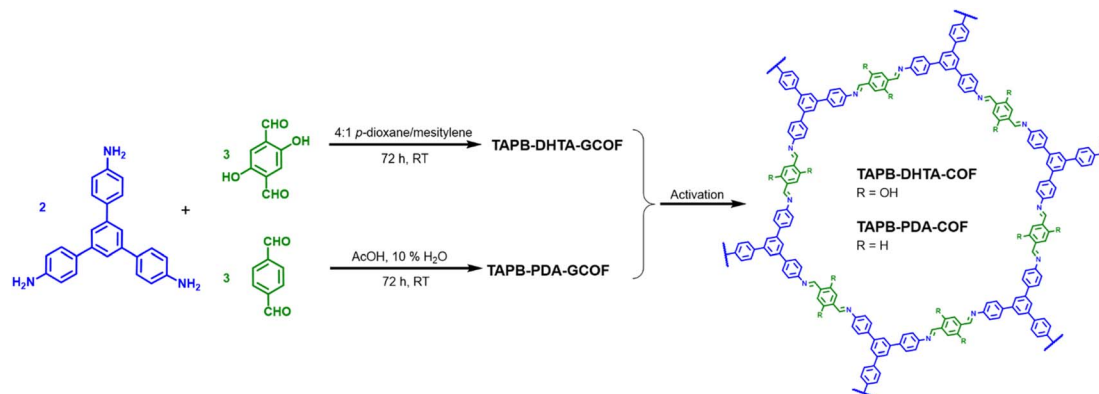 NH₂
2
H₂N
NH₂
+
3
CHO
OH
HO
CHO
3
CHO
CHO
4:1 p-dioxane/mesitylene
72 h, RT
TAPB-DHTA-GCOF
AcOH, 10 % H₂O
72 h, RT
TAPB-PDA-GCOF
Activation
R
N
N
R
N
R
R
N
N
R
R
N
TAPB-DHTA-COF
R = OH
TAPB-PDA-COF
R = H
N
R
R
N
N
R
R
N
N
R
R
N